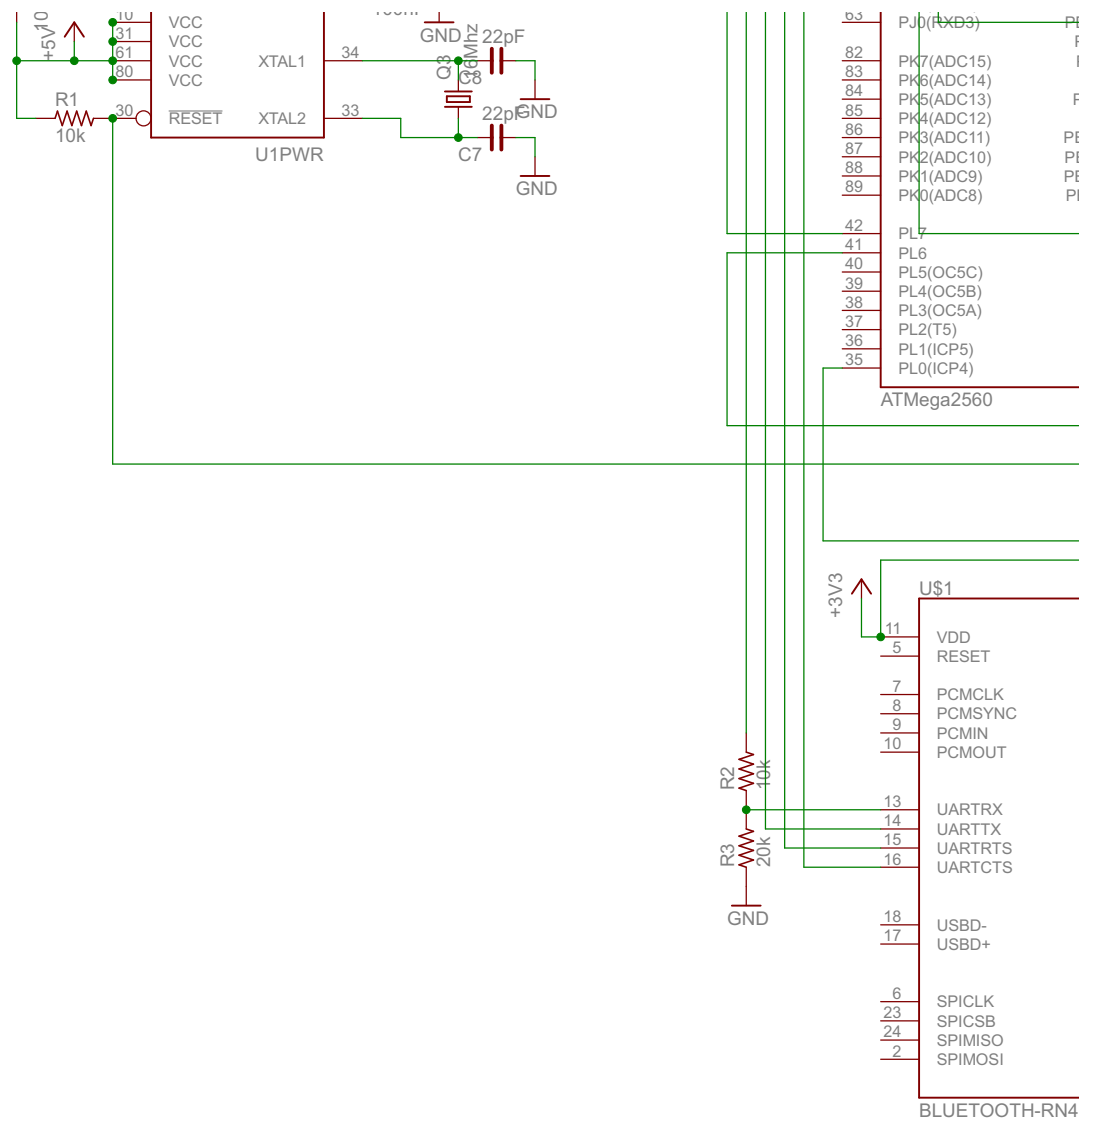 +5V
10
10
VCC
31
VCC
61
VCC
80
VCC
R1
10k
30
RESET
XTAL1
34
XTAL2
33
U1PWR
GND
Q3
16Mhz
22pF
C8
GND
22pF
C7
GND
63
PJ0(RXD3)
82
PK7(ADC15)
83
PK6(ADC14)
84
PK5(ADC13)
85
PK4(ADC12)
86
PK3(ADC11)
87
PK2(ADC10)
88
PK1(ADC9)
89
PK0(ADC8)
42
PL7
41
PL6
40
PL5(OC5C)
39
PL4(OC5B)
38
PL3(OC5A)
37
PL2(T5)
36
PL1(ICP5)
35
PL0(ICP4)
PE
PE
PE
ATMega2560
+3V3
U$1
11
VDD
5
RESET
7
PCMCLK
8
PCMSYNC
9
PCMIN
10
PCMOUT
R2
10k
13
UARTRX
14
UARTTX
R3
20k
15
UARTRTS
16
UARTCTS
GND
18
USBD-
17
USBD+
6
SPICLK
23
SPICSB
24
SPIMISO
2
SPIMOSI
BLUETOOTH-RN4